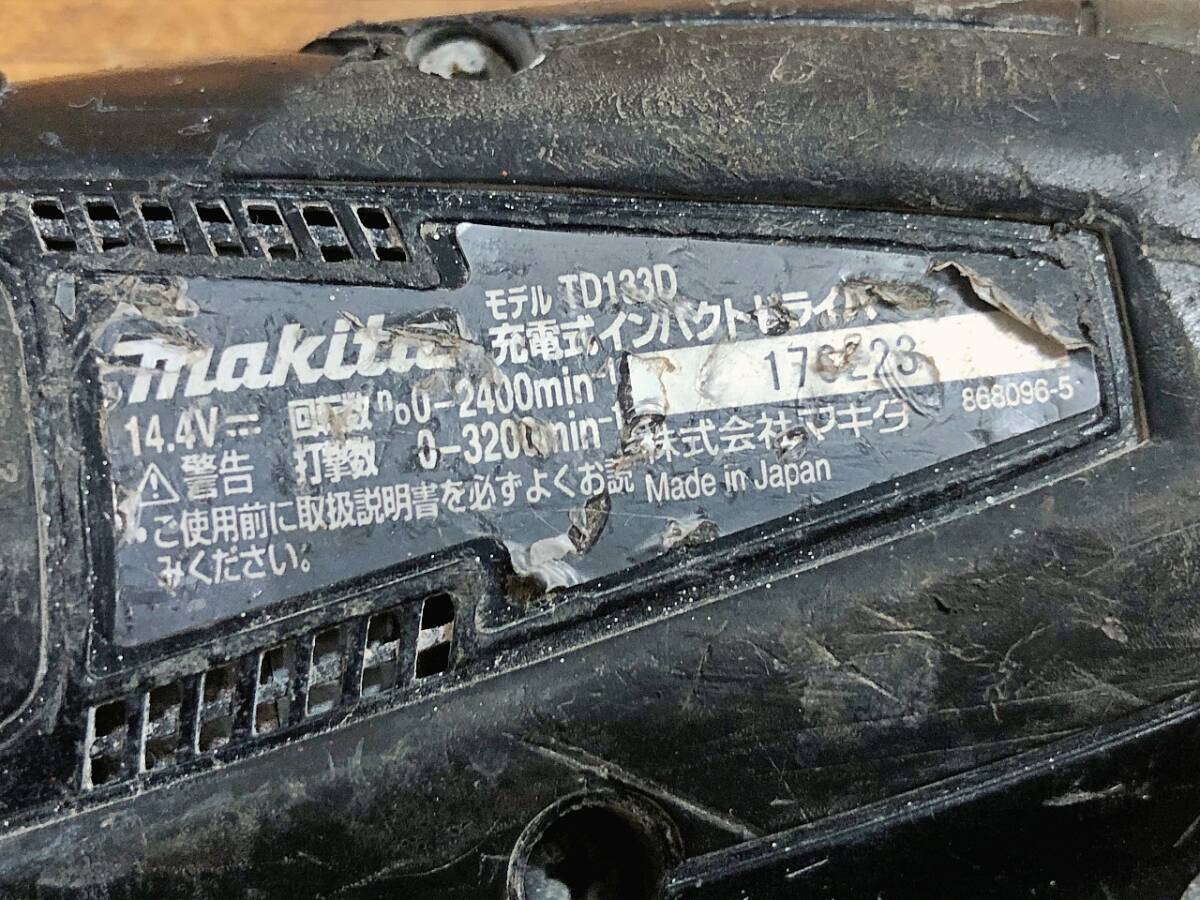 モデル TD133D
充電式インパクトドライバ
makita
14.4V⎓ 回転数 n₀0-2400min⁻¹
打撃数 0-3200min⁻¹
868096-5
⚠警告
株式会社マキタ
Made in Japan
•ご使用前に取扱説明書を必ずよくお読
みください。